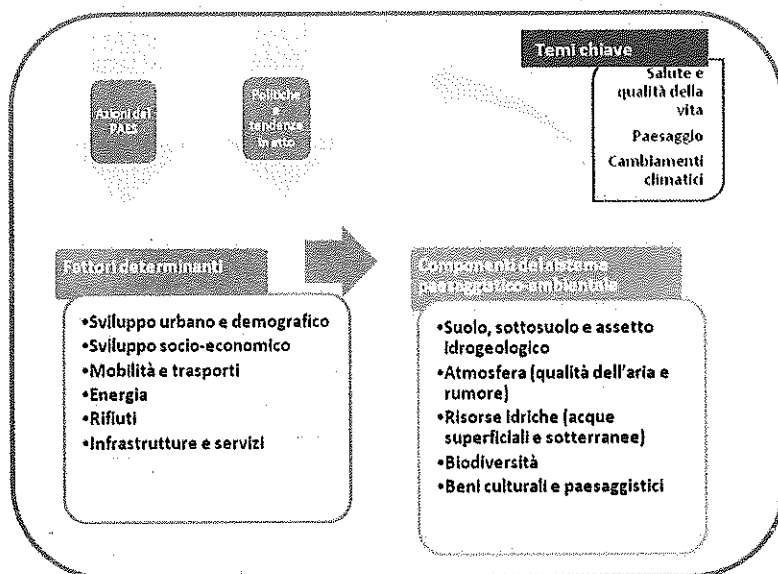 Temi chiave
Salute e
qualità della
vita
Paesaggio
Cambiamenti
climatici
Azioni del
PAES
Politiche
e
tendenze
in atto
Fattori determinanti
•Sviluppo urbano e demografico
•Sviluppo socio-economico
•Mobilità e trasporti
•Energia
•Rifiuti
•Infrastrutture e servizi
Componenti del sistema
paesaggistico-ambientale
•Suolo, sottosuolo e assetto
idrogeologico
•Atmosfera (qualità dell'aria e
rumore)
•Risorse idriche (acque
superficiali e sotterranee)
•Biodiversità
•Beni culturali e paesaggistici